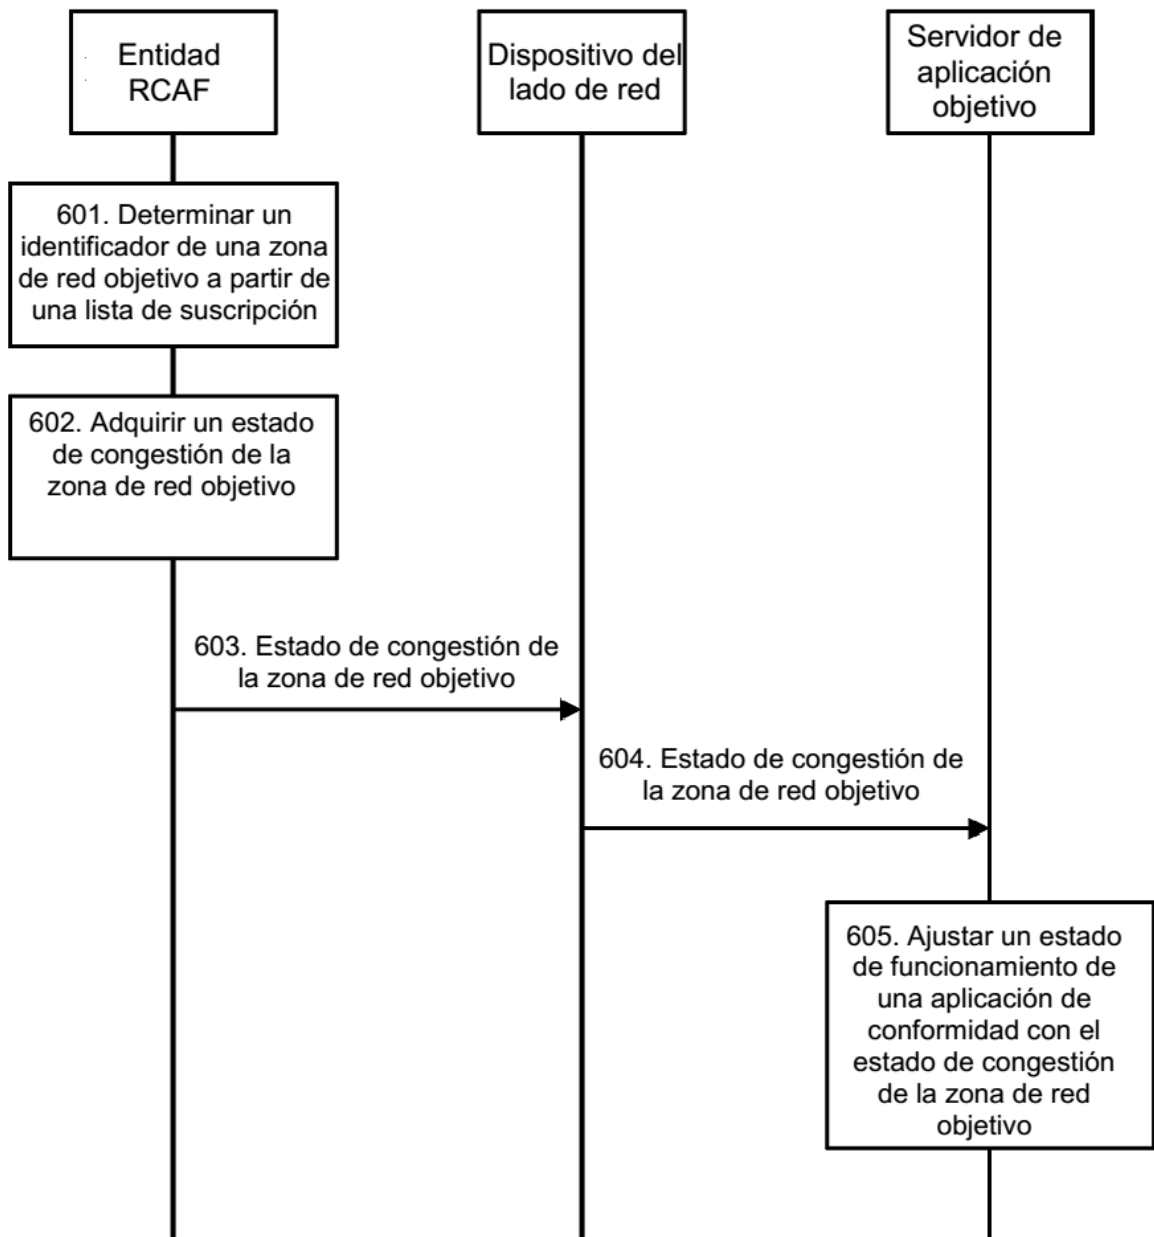 Entidad
RCAF
Dispositivo del
lado de red
Servidor de
aplicación
objetivo
601. Determinar un
identificador de una zona
de red objetivo a partir de
una lista de suscripción
602. Adquirir un estado
de congestión de la
zona de red objetivo
603. Estado de congestión de
la zona de red objetivo
604. Estado de congestión de
la zona de red objetivo
605. Ajustar un estado
de funcionamiento de
una aplicación de
conformidad con el
estado de congestión
de la zona de red
objetivo